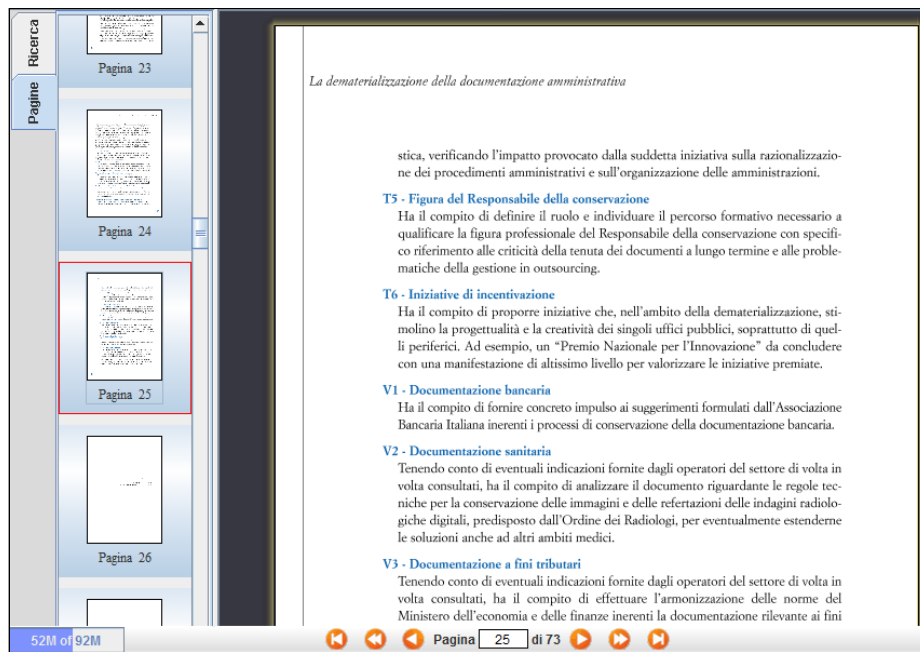 Ricerca
Pagine
Pagina 23
Pagina 24
Pagina 25
Pagina 26
La dematerializzazione della documentazione amministrativa
stica, verificando l'impatto provocato dalla suddetta iniziativa sulla razionalizzazio-
ne dei procedimenti amministrativi e sull'organizzazione delle amministrazioni.
T5 - Figura del Responsabile della conservazione
Ha il compito di definire il ruolo e individuare il percorso formativo necessario a
qualificare la figura professionale del Responsabile della conservazione con specifi-
co riferimento alle criticità della tenuta dei documenti a lungo termine e alle proble-
matiche della gestione in outsourcing.
T6 - Iniziative di incentivazione
Ha il compito di proporre iniziative che, nell'ambito della dematerializzazione, sti-
molino la progettualità e la creatività dei singoli uffici pubblici, soprattutto di quel-
li periferici. Ad esempio, un "Premio Nazionale per l'Innovazione" da concludere
con una manifestazione di altissimo livello per valorizzare le iniziative premiate.
V1 - Documentazione bancaria
Ha il compito di fornire concreto impulso ai suggerimenti formulati dall'Associazione
Bancaria Italiana inerenti i processi di conservazione della documentazione bancaria.
V2 - Documentazione sanitaria
Tenendo conto di eventuali indicazioni fornite dagli operatori del settore di volta in
volta consultati, ha il compito di analizzare il documento riguardante le regole tec-
niche per la conservazione delle immagini e delle refertazioni delle indagini radiolo-
giche digitali, predisposto dall'Ordine dei Radiologi, per eventualmente estenderne
le soluzioni anche ad altri ambiti medici.
V3 - Documentazione a fini tributari
Tenendo conto di eventuali indicazioni fornite dagli operatori del settore di volta in
volta consultati, ha il compito di effettuare l'armonizzazione delle norme del
Ministero dell'economia e delle finanze inerenti la documentazione rilevante ai fini
52M of 92M
Pagina 25 di 73